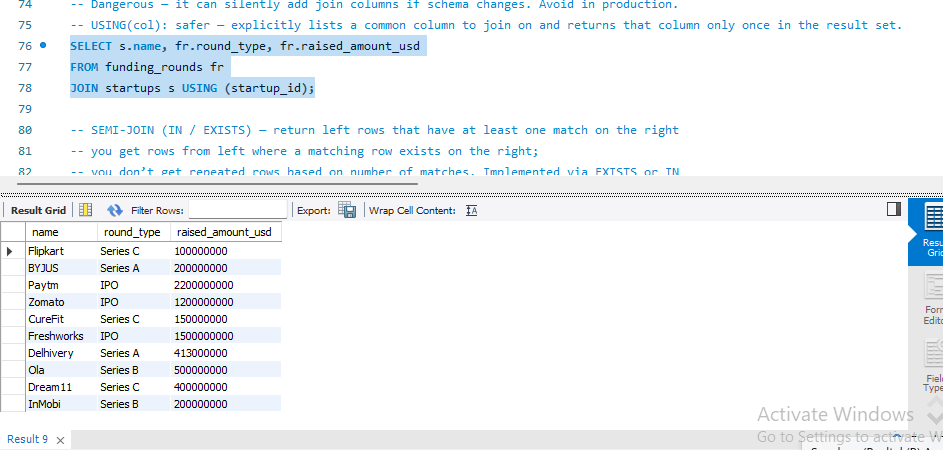 74 -- Dangerous — it can silently add join columns if schema changes. Avoid in production.
75 -- USING(col): safer — explicitly lists a common column to join on and returns that column only once in the result set.
76 SELECT s.name, fr.round_type, fr.raised_amount_usd
77 FROM funding_rounds fr
78 JOIN startups s USING (startup_id);
79
80 -- SEMI-JOIN (IN / EXISTS) — return left rows that have at least one match on the right
81 -- you get rows from left where a matching row exists on the right;
82 -- you don't get repeated rows based on number of matches. Implemented via EXISTS or IN
Result Grid Filter Rows: Export: Wrap Cell Content: IA
name round_type raised_amount_usd
Flipkart Series C 100000000
BYJUS Series A 200000000
Paytm IPO 2200000000
Zomato IPO 1200000000
CureFit Series C 150000000
Freshworks IPO 1500000000
Delhivery Series A 413000000
Ola Series B 500000000
Dream11 Series C 400000000
InMobi Series B 200000000
Resu
Gri
Form
Edit
Fiel
Type
Activate Windows
Go to Settings to activate W
Result 9